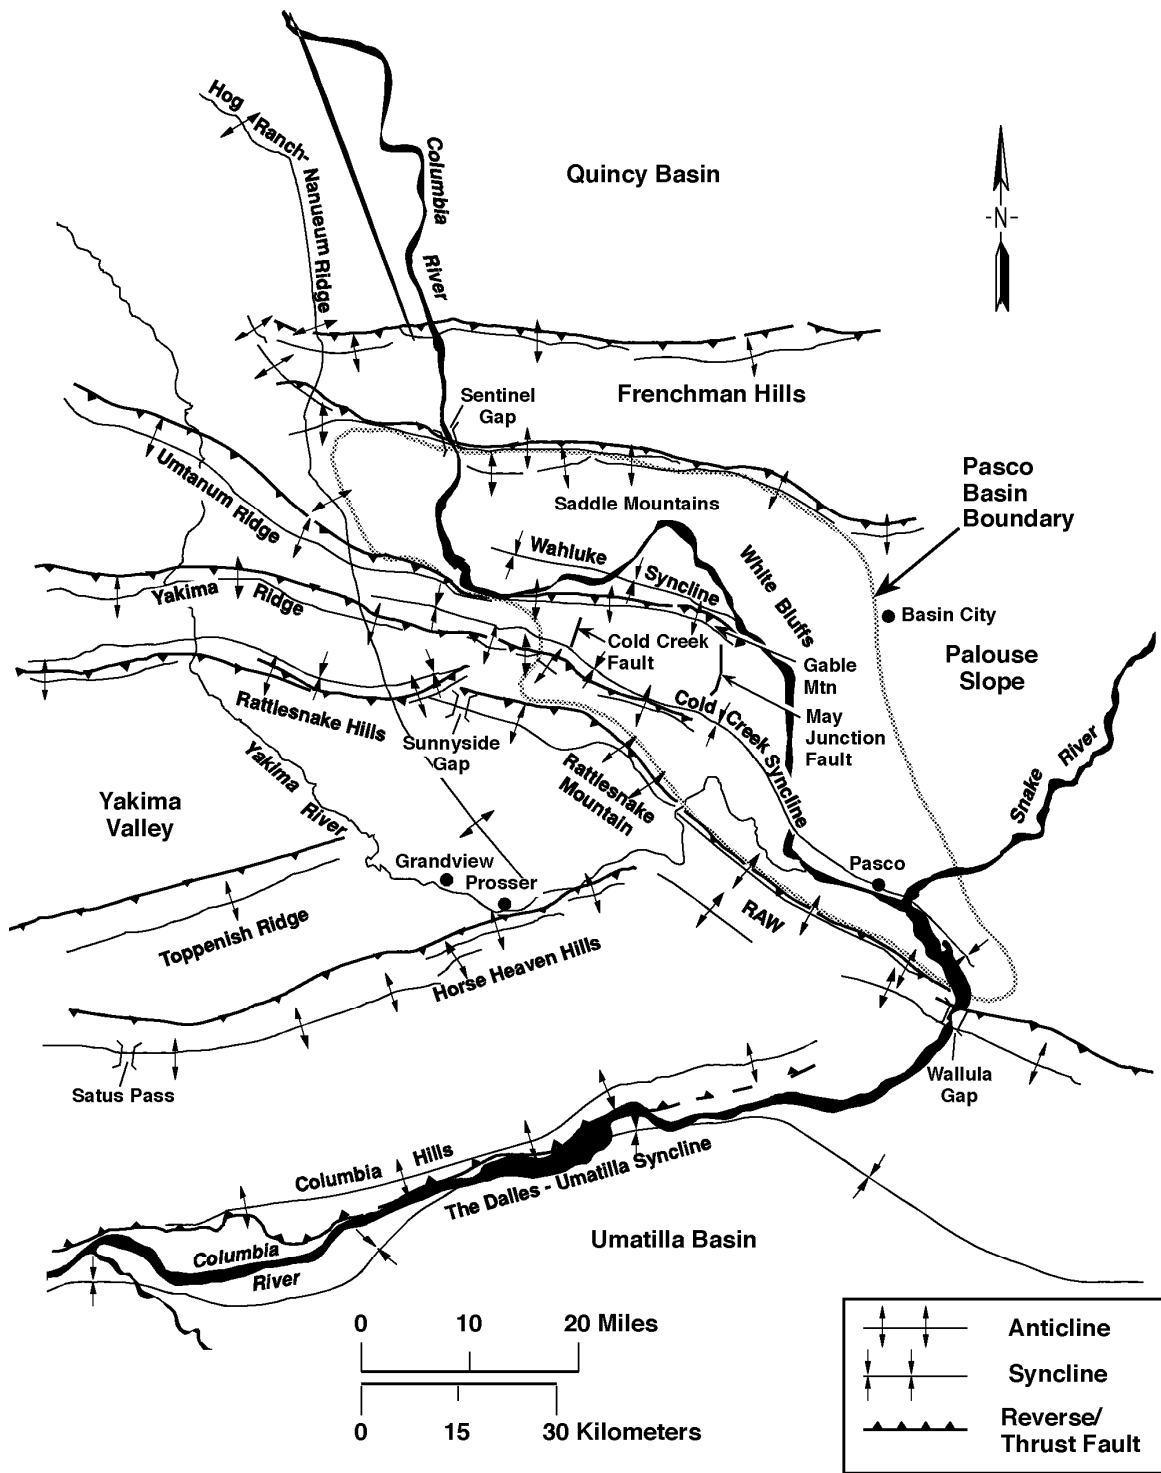 Hog
Ranch-
Nanueum Ridge
Columbia
River
Quincy Basin
-N-
Sentinel
Gap
Frenchman Hills
Umtanum Ridge
Saddle Mountains
Pasco
Basin
Boundary
Wahluke
Syncline
White Bluffs
Yakima
Ridge
Cold Creek
Fault
Basin City
Gable
Mtn
Palouse
Slope
Rattlesnake Hills
Cold Creek Syncline
May
Junction
Fault
Sunnyside
Gap
Yakima
River
Rattlesnake
Mountain
Snake
River
Yakima
Valley
Grandview
Prosser
Pasco
Toppenish Ridge
RAW
Horse Heaven Hills
Satus Pass
Wallula
Gap
Columbia
Hills
The Dalles - Umatilla Syncline
Columbia
River
Umatilla Basin
0 10 20 Miles
0 15 30 Kilometers
Anticline
Syncline
Reverse/
Thrust Fault